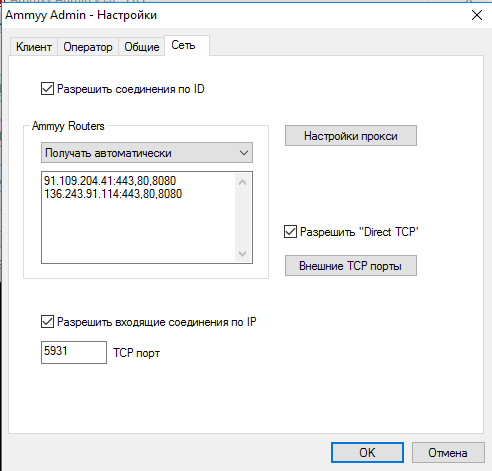 Ammyy Admin - Настройки
Клиент
Оператор
Общие
Сеть
Разрешить соединения по ID
Ammyy Routers
Получать автоматически
91.109.204.41:443,80,8080
136.243.91.114:443,80,8080
Настройки прокси
Разрешить "Direct TCP'
Внешние TCP порты
Разрешить входящие соединения по IP
5931
TCP порт
OK
Отмена